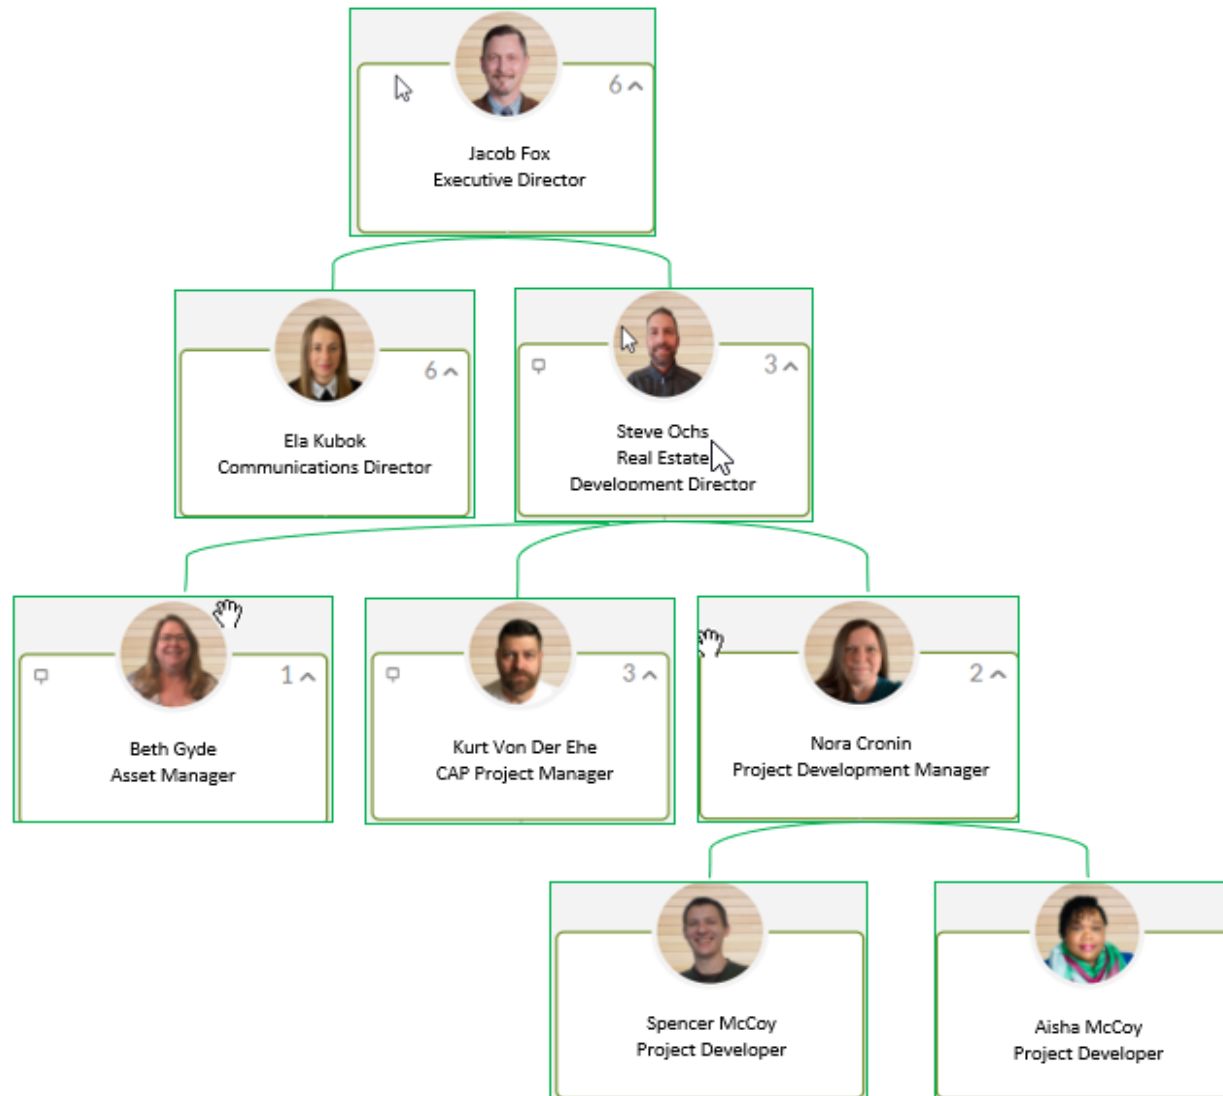 6
Jacob Fox
Executive Director
6
Ela Kubok
Communications Director
3
Steve Ochs
Real Estate
Development Director
1
Beth Gyde
Asset Manager
3
Kurt Von Der Ehe
CAP Project Manager
2
Nora Cronin
Project Development Manager
Spencer McCoy
Project Developer
Aisha McCoy
Project Developer